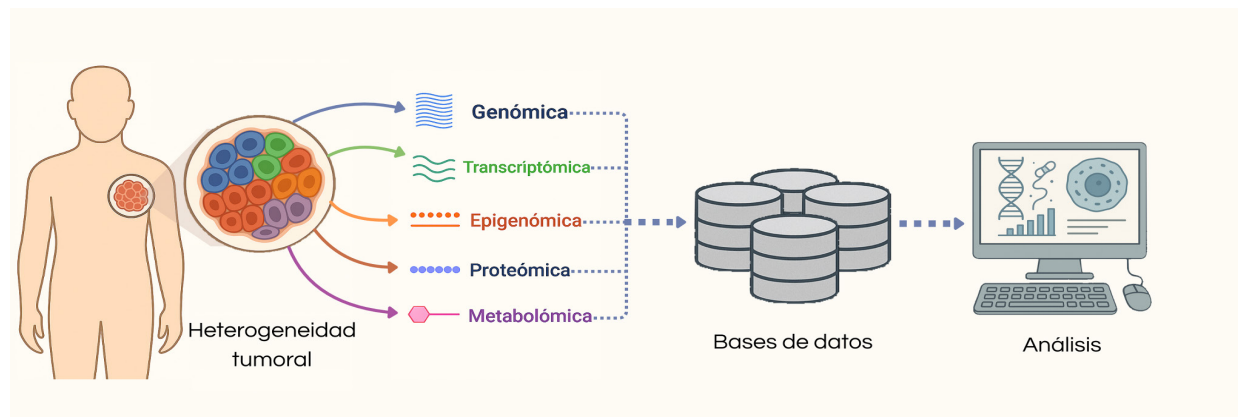 Genómica
Transcriptómica
Epigenómica
Proteómica
Metabolómica
Heterogeneidad
tumoral
Bases de datos
Análisis